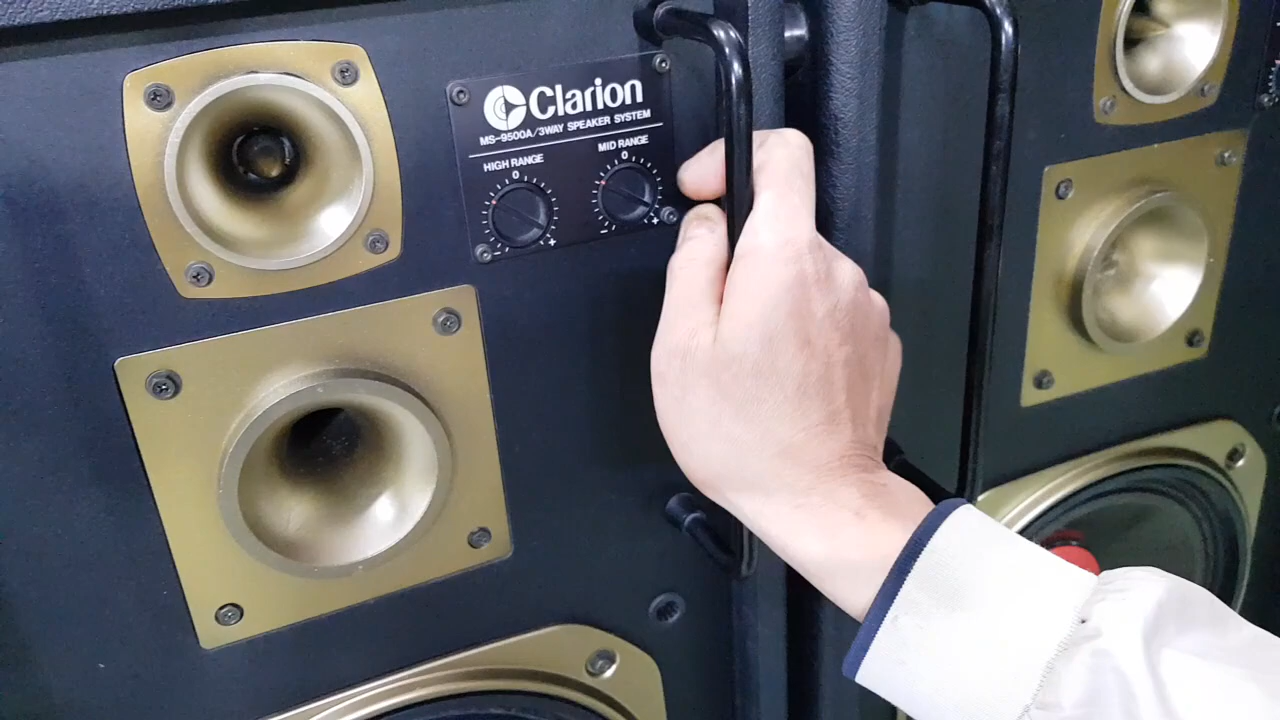 Clarion
MS-9500A/3WAY SPEAKER SYSTEM
HIGH RANGE
MID RANGE
0
0
- +
+